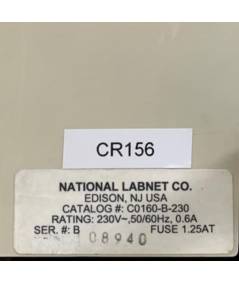 CR156
NATIONAL LABNET CO.
EDISON, NJ USA
CATALOG #: C0160-B-230
RATING: 230V~,50/60Hz, 0.6A
SER. #: B FUSE 1.25AT
08940